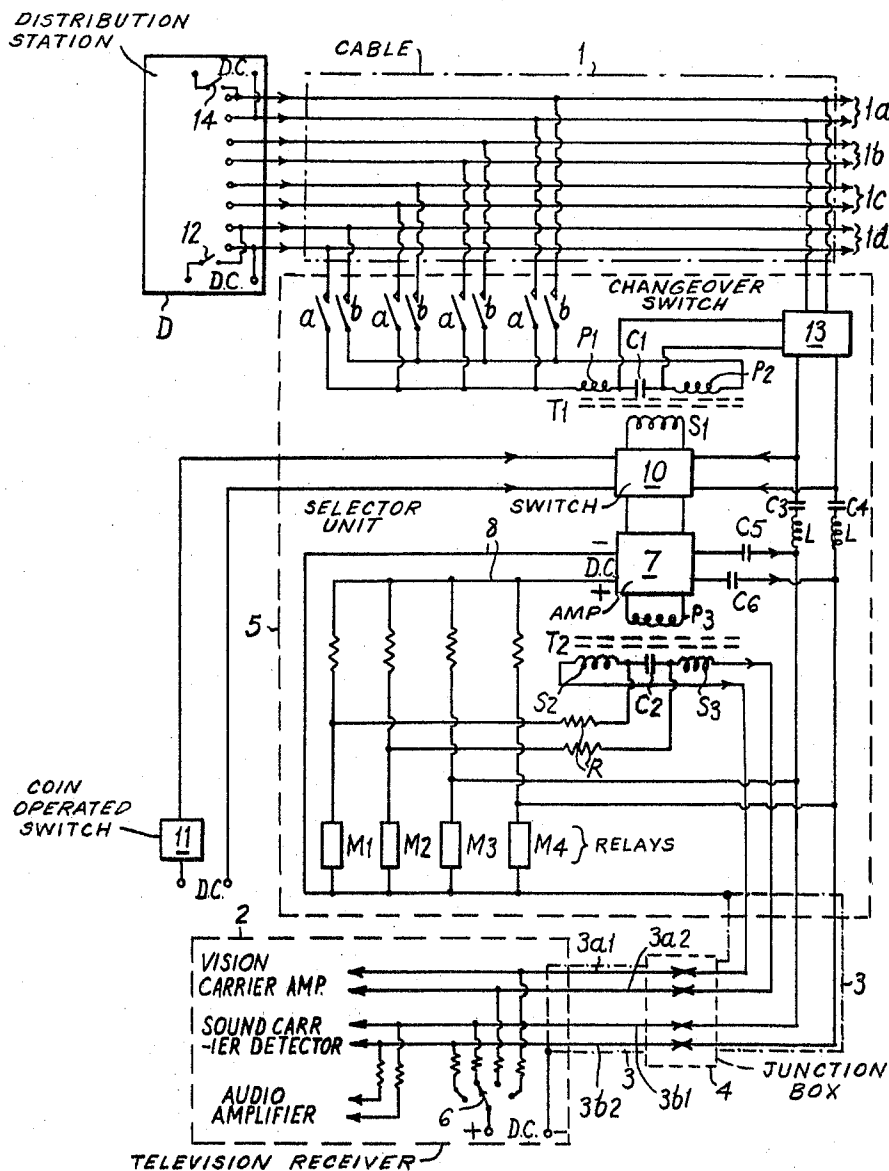 DISTRIBUTION
STATION
CABLE
1
D.C.
14
1a
1b
1c
1d
12
D.C.
D
CHANGEOVER
SWITCH
a
b
a
b
a
b
a
b
13
P1
C1
P2
T1
S1
10
SWITCH
SELECTOR
UNIT
C3
C4
L
L
8
–
D.C.
+
7
AMP
C5
C6
P3
5
T2
S2
C2
S3
R
COIN
OPERATED
SWITCH
11
D.C.
M1
M2
M3
M4
RELAYS
2
3a1
3a2
VISION
CARRIER AMP.
SOUND CARR
-IER DETECTOR
AUDIO
AMPLIFIER
6
+
D.C.
-
3
3
3b2
3b1
4
JUNCTION
BOX
TELEVISION RECEIVER